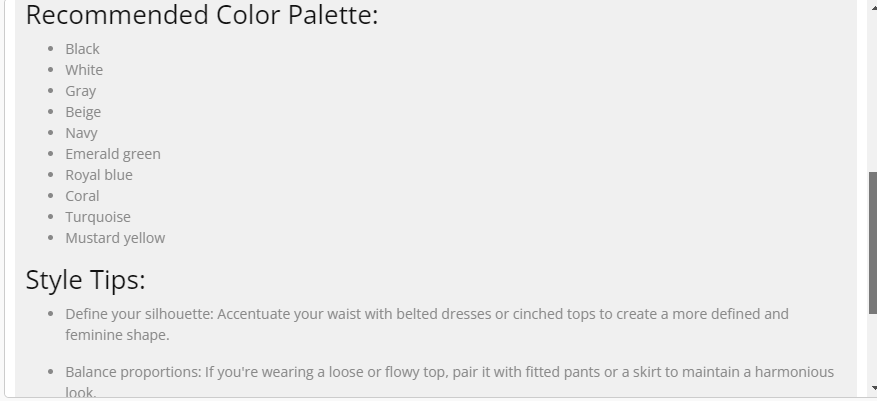 Recommended Color Palette:
Black
White
Gray
Beige
Navy
Emerald green
Royal blue
Coral
Turquoise
Mustard yellow
Style Tips:
Define your silhouette: Accentuate your waist with belted dresses or cinched tops to create a more defined and
feminine shape.
Balance proportions: If you're wearing a loose or flowy top, pair it with fitted pants or a skirt to maintain a harmonious
look.